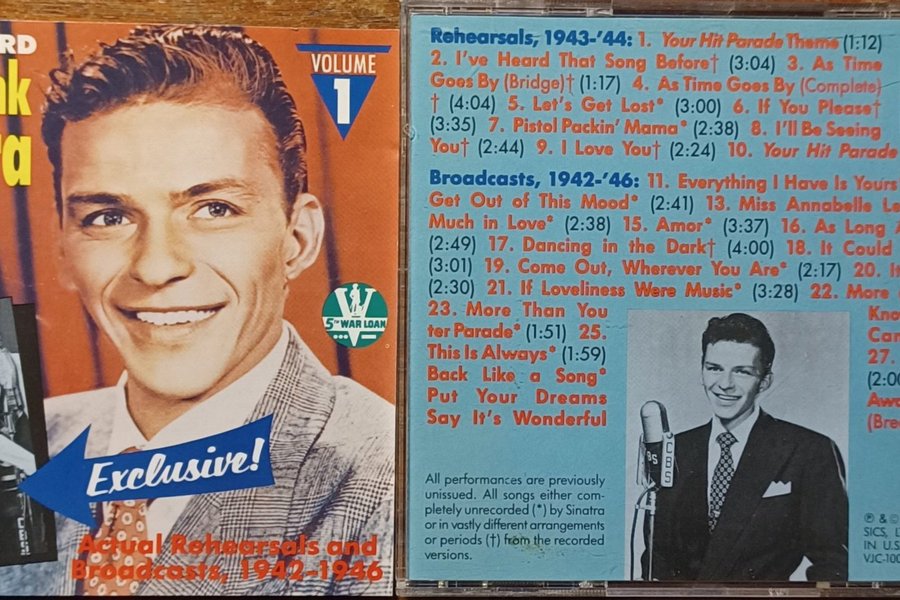 RD
nk
ra
VOLUME
1
V
5TH WAR LOAN
Exclusive!
Actual Rehearsals and
Broadcasts, 1942-1946
Rehearsals, 1943-'44: 1. Your Hit Parade Theme (1:12)
2. I've Heard That Song Before† (3:04) 3. As Time
Goes By (Bridge)† (1:17) 4. As Time Goes By (Complete)
† (4:04) 5. Let's Get Lost* (3:00) 6. If You Please†
(3:35) 7. Pistol Packin' Mama* (2:38) 8. I'll Be Seeing
You† (2:44) 9. I Love You† (2:24) 10. Your Hit Parade
Broadcasts, 1942-'46: 11. Everything I Have Is Yours
Get Out of This Mood* (2:41) 13. Miss Annabelle Le
Much in Love* (2:38) 15. Amor* (3:37) 16. As Long A
(2:49) 17. Dancing in the Dark† (4:00) 18. It Could
(3:01) 19. Come Out, Wherever You Are* (2:17) 20. It
(2:30) 21. If Loveliness Were Music* (3:28) 22. More
23. More Than You Know
ter Parade* (1:51) 25. Car
This Is Always* (1:59) 27.
Back Like a Song* (2:00
Put Your Dreams Awa
Say It's Wonderful (Bre
CBS
BS
All performances are previously
unissued. All songs either com-
pletely unrecorded (*) by Sinatra
or in vastly different arrangements
or periods (†) from the recorded
versions.
℗ & ©
SICS, L
IN U.S
VJC-100